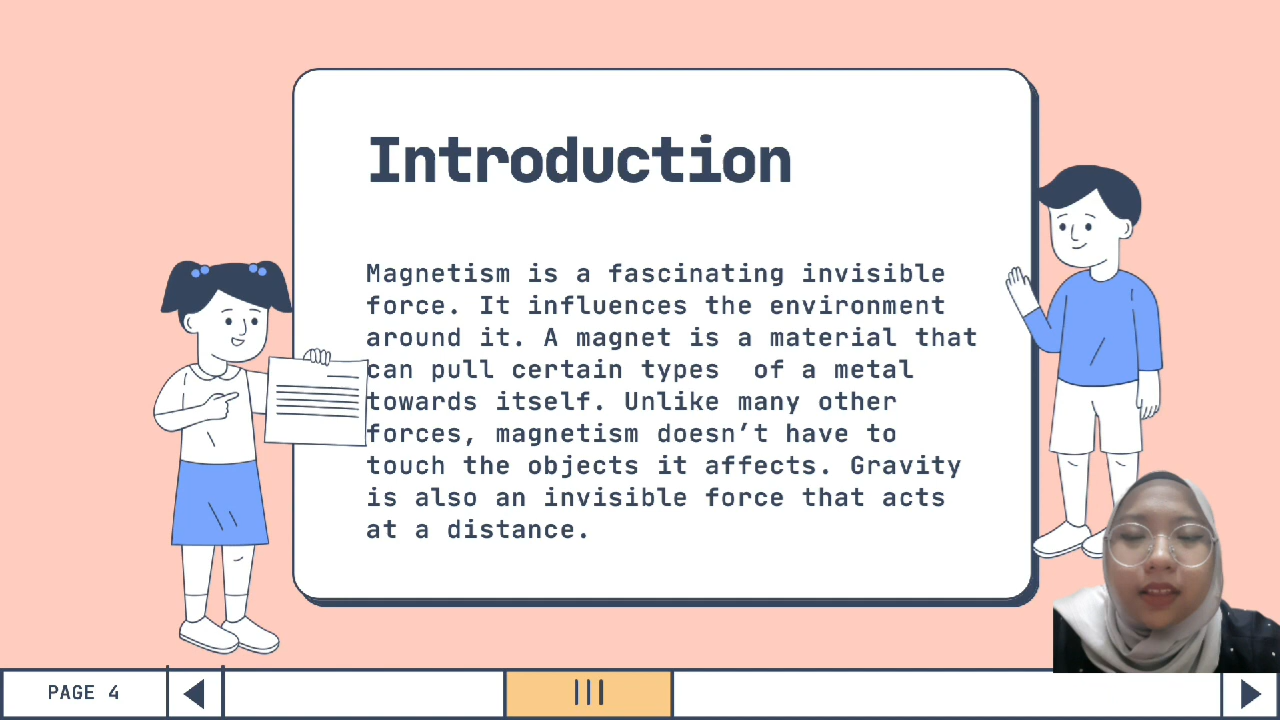 Introduction
Magnetism is a fascinating invisible
force. It influences the environment
around it. A magnet is a material that
can pull certain types  of a metal
towards itself. Unlike many other
forces, magnetism doesn’t have to
touch the objects it affects. Gravity
is also an invisible force that acts
at a distance.
PAGE 4